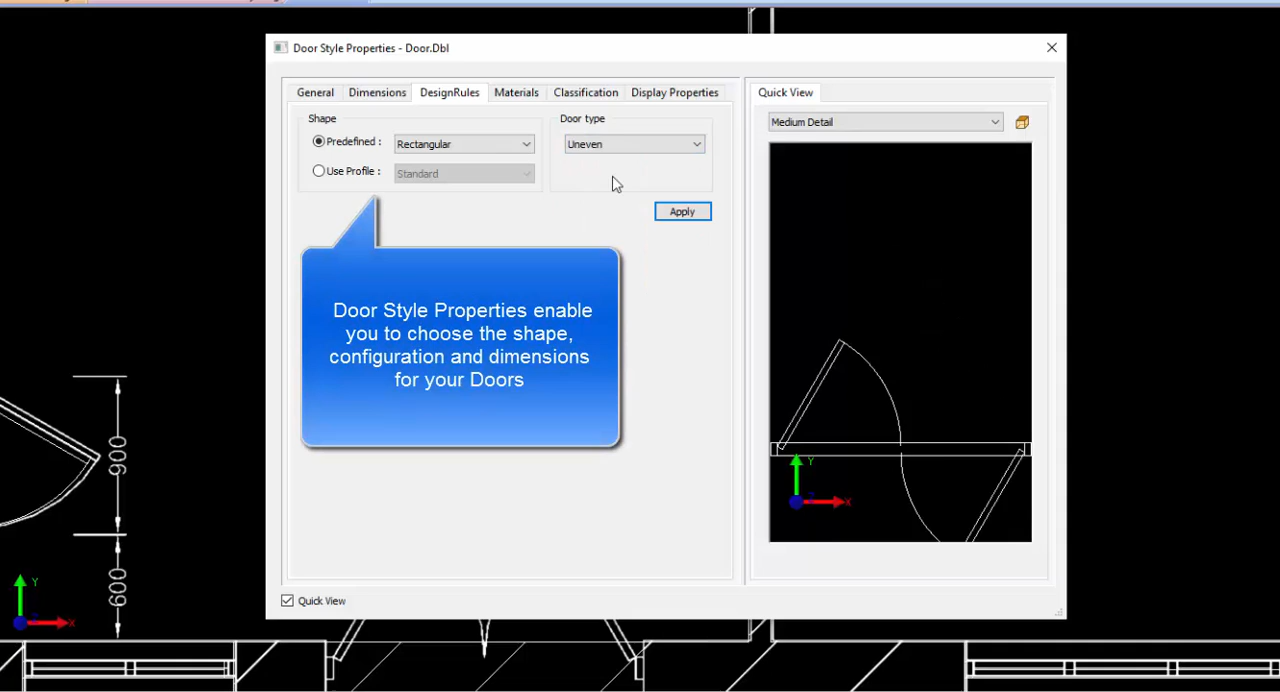 Door Style Properties - Door.Dbl
General Dimensions DesignRules Materials Classification Display Properties
Shape
Predefined : Rectangular
Use Profile : Standard
Door type
Uneven
Apply
Door Style Properties enable
you to choose the shape,
configuration and dimensions
for your Doors
Quick View
Quick View
Medium Detail
Y
X
900
600
Y
X